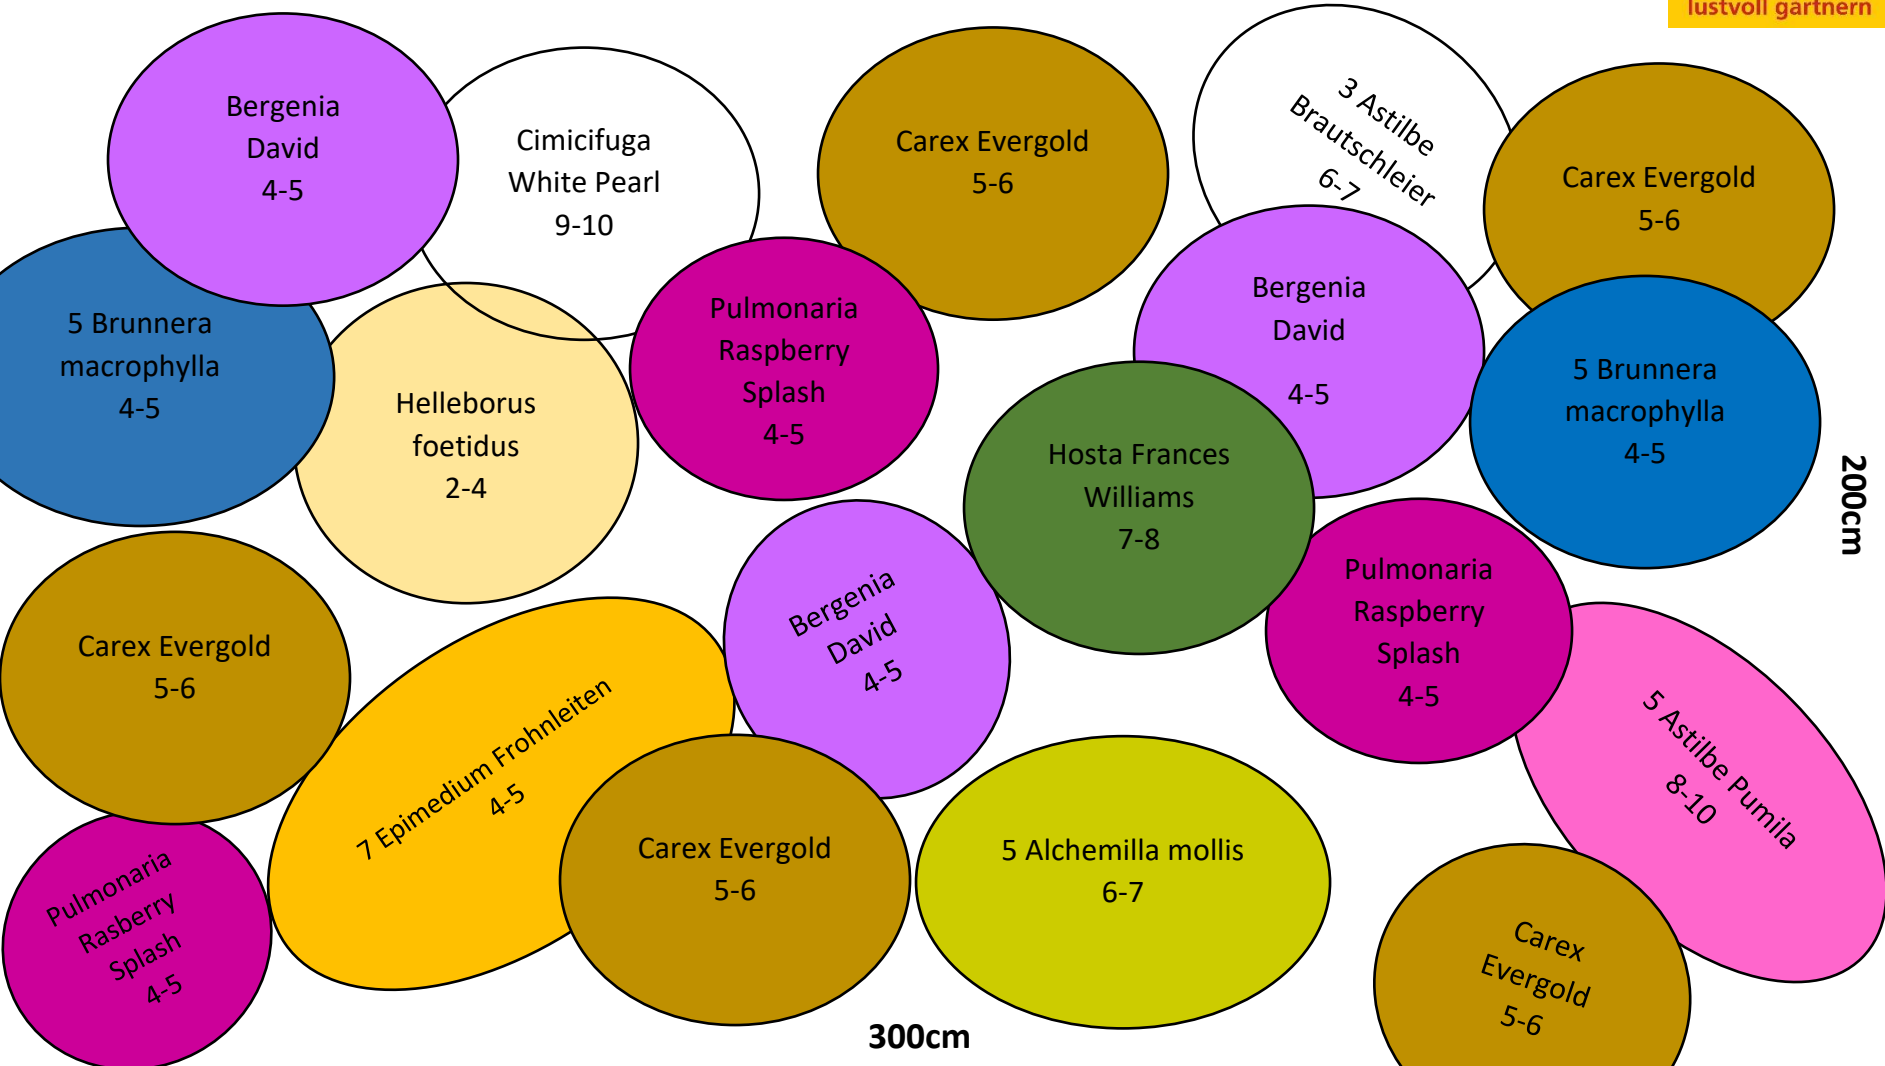 lustvoll gärtnern
Bergenia
David
4-5
Cimicifuga
White Pearl
9-10
Carex Evergold
5-6
3 Astilbe
Brautschleier
6-7
Carex Evergold
5-6
5 Brunnera
macrophylla
4-5
Helleborus
foetidus
2-4
Pulmonaria
Raspberry
Splash
4-5
Bergenia
David
4-5
5 Brunnera
macrophylla
4-5
Hosta Frances
Williams
7-8
200cm
Carex Evergold
5-6
Bergenia
David
4-5
Pulmonaria
Raspberry
Splash
4-5
7 Epimedium Frohnleiten
4-5
5 Astilbe Pumila
8-10
Pulmonaria
Rasberry
Splash
4-5
Carex Evergold
5-6
5 Alchemilla mollis
6-7
Carex
Evergold
5-6
300cm